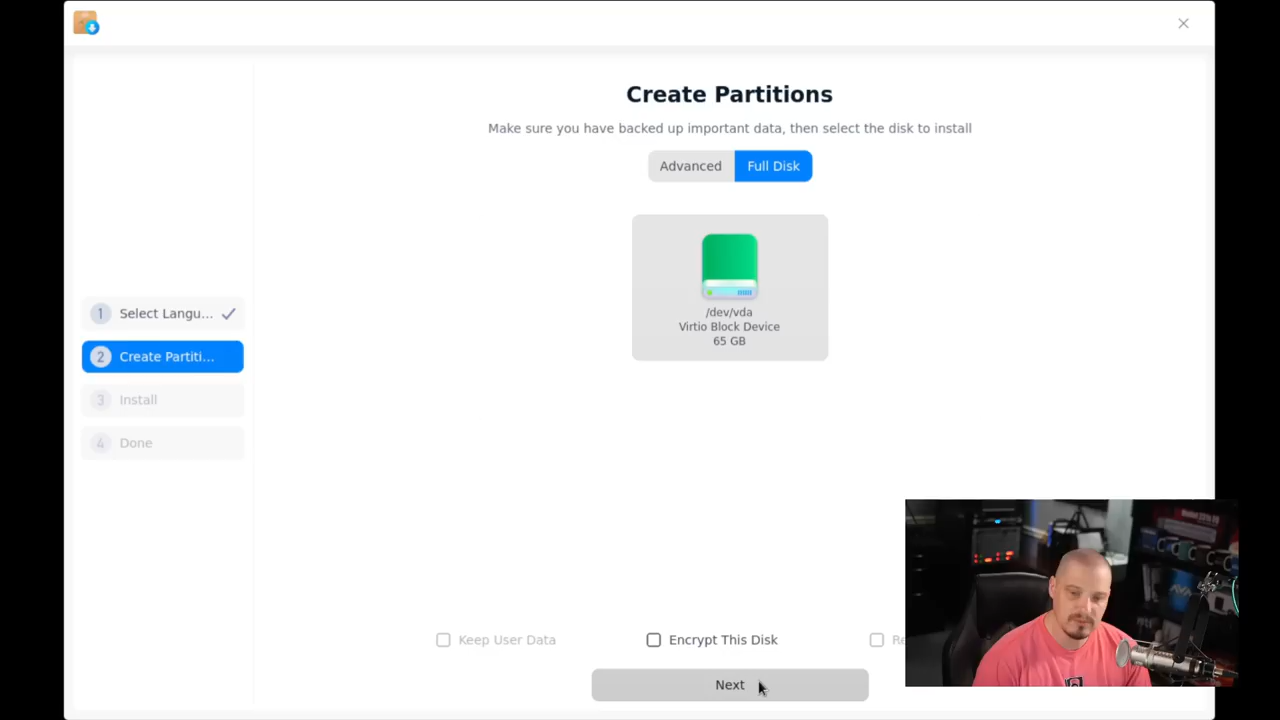 Create Partitions
Make sure you have backed up important data, then select the disk to install
Advanced
Full Disk
/dev/vda
Virtio Block Device
65 GB
1 Select Langu...
2 Create Partiti...
3 Install
4 Done
Keep User Data
Encrypt This Disk
Re
Next